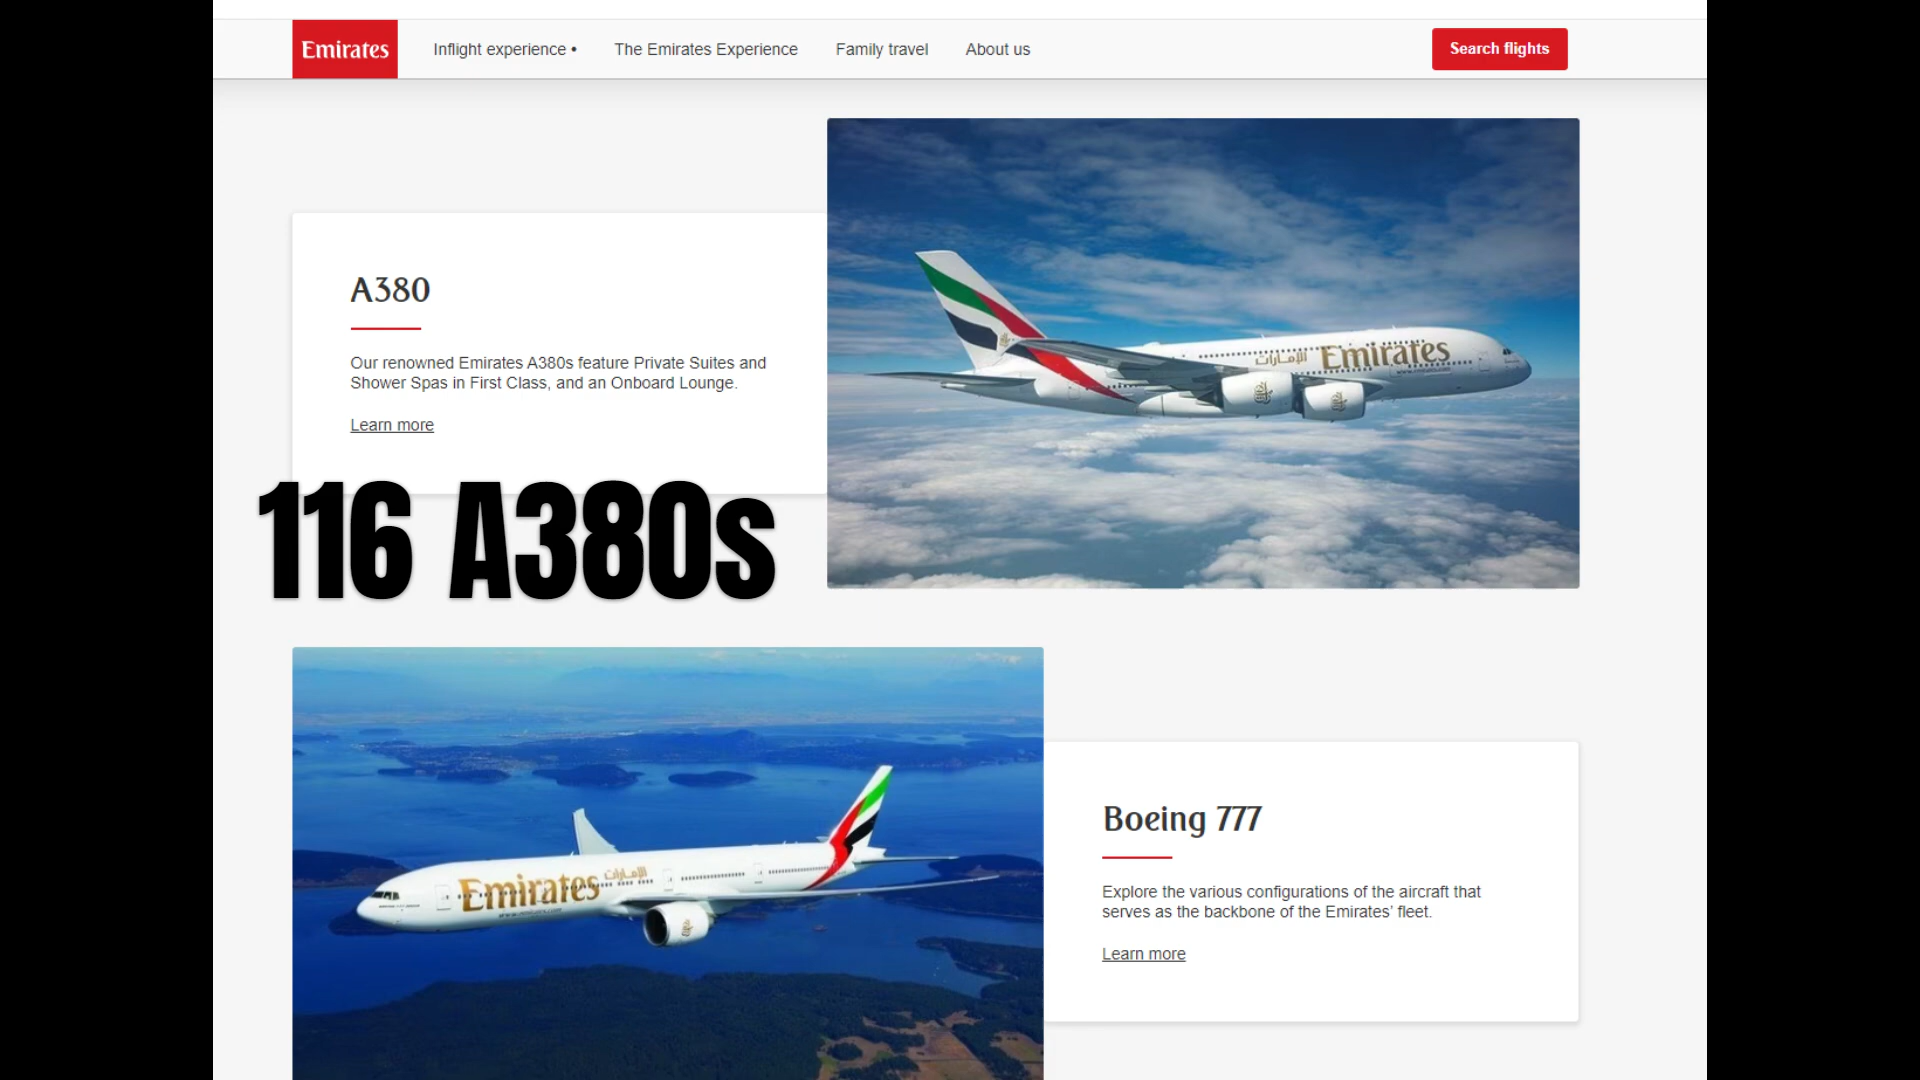 Emirates
Inflight experience •
The Emirates Experience
Family travel
About us
Search flights
A380
Our renowned Emirates A380s feature Private Suites and
Shower Spas in First Class, and an Onboard Lounge.
Learn more
الإمارات Emirates
116 A380s
Emirates الإمارات
Boeing 777
Explore the various configurations of the aircraft that
serves as the backbone of the Emirates’ fleet.
Learn more